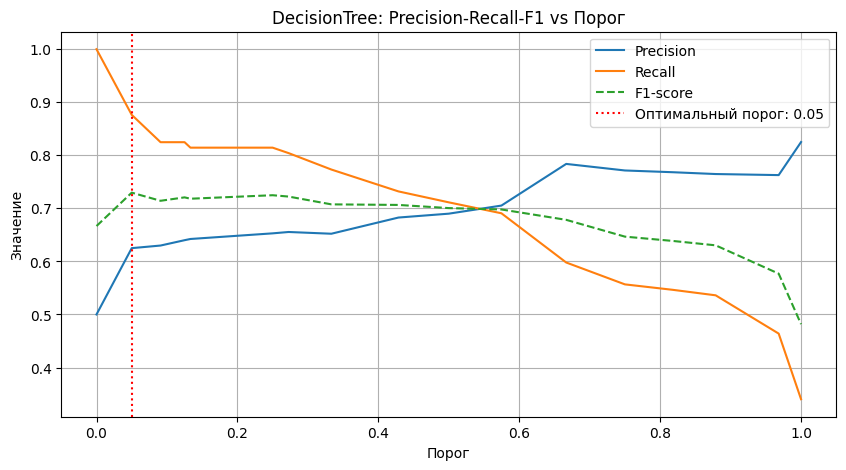 DecisionTree: Precision-Recall-F1 vs Порог
Precision
Recall
F1-score
Оптимальный порог: 0.05
Значение
1.0
0.9
0.8
0.7
0.6
0.5
0.4
0.0 0.2 0.4 0.6 0.8 1.0
Порог